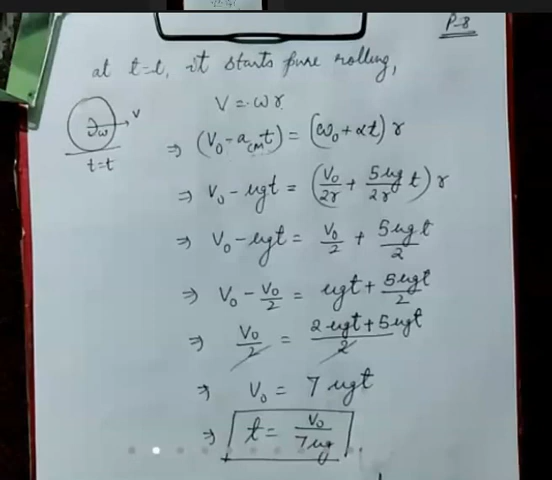 P-8
at t=t, it starts pure rolling,
V = ωr
ω V
t=t
⇒ (V₀ - a_cm t) = (ω₀ + αt) r
⇒ V₀ - μgt = (V₀/2r + 5μg/2r t) r
⇒ V₀ - μgt = V₀/2 + 5μgt/2
⇒ V₀ - V₀/2 = μgt + 5μgt/2
⇒ V₀/2 = 2μgt + 5μgt/2
⇒ V₀ = 7μgt
⇒ t = V₀/7μg